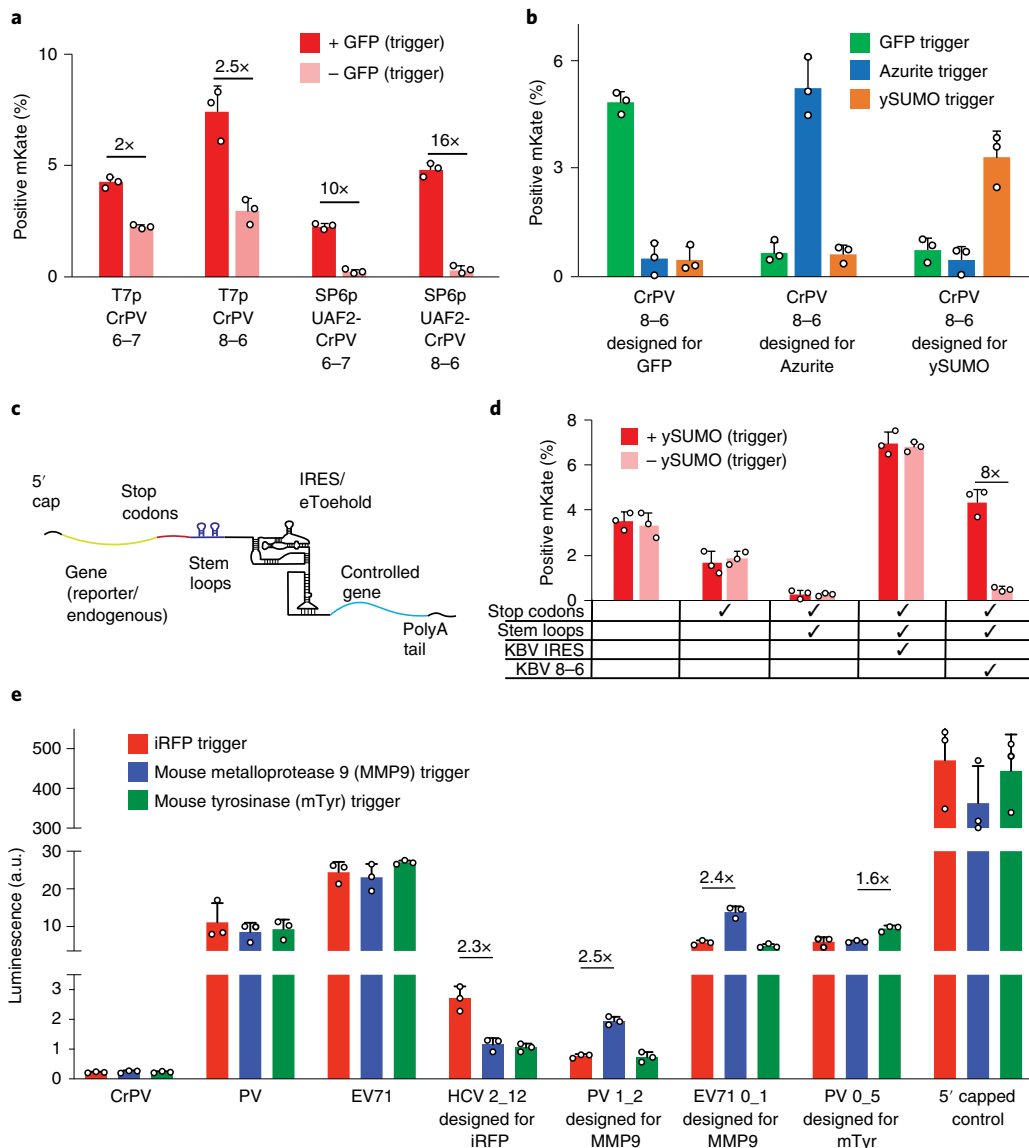 a
+ GFP (trigger)
– GFP (trigger)
Positive mKate (%)
10
5
0
2×
2.5×
10×
16×
T7p
CrPV
6–7
T7p
CrPV
8–6
SP6p
UAF2-
CrPV
6–7
SP6p
UAF2-
CrPV
8–6
b
GFP trigger
Azurite trigger
ySUMO trigger
Positive mKate (%)
6
3
0
CrPV
8–6
designed for
GFP
CrPV
8–6
designed for
Azurite
CrPV
8–6
designed for
ySUMO
c
5′
cap
Stop
codons
IRES/
eToehold
Gene
(reporter/
endogenous)
Stem
loops
Controlled
gene
PolyA
tail
d
+ ySUMO (trigger)
– ySUMO (trigger)
Positive mKate (%)
8
6
4
2
0
8×
Stop codons ✓ ✓ ✓ ✓
Stem loops ✓ ✓ ✓
KBV IRES ✓
KBV 8–6 ✓
e
iRFP trigger
Mouse metalloprotease 9 (MMP9) trigger
Mouse tyrosinase (mTyr) trigger
Luminescence (a.u.)
500
400
300
30
20
10
3
2
1
0
2.3×
2.5×
2.4×
1.6×
CrPV
PV
EV71
HCV 2_12
designed for
iRFP
PV 1_2
designed for
MMP9
EV71 0_1
designed for
MMP9
PV 0_5
designed for
mTyr
5′ capped
control